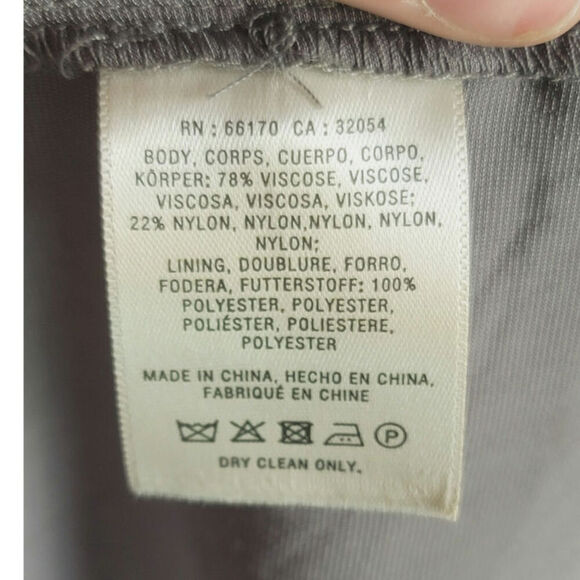 RN : 66170 CA : 32054
BODY, CORPS, CUERPO, CORPO,
KÖRPER: 78% VISCOSE, VISCOSE,
VISCOSA, VISCOSA, VISKOSE;
22% NYLON, NYLON,NYLON, NYLON,
NYLON;
LINING, DOUBLURE, FORRO,
FODERA, FUTTERSTOFF: 100%
POLYESTER, POLYESTER,
POLIÉSTER, POLIESTERE,
POLYESTER
MADE IN CHINA, HECHO EN CHINA,
FABRIQUÉ EN CHINE
P
DRY CLEAN ONLY.